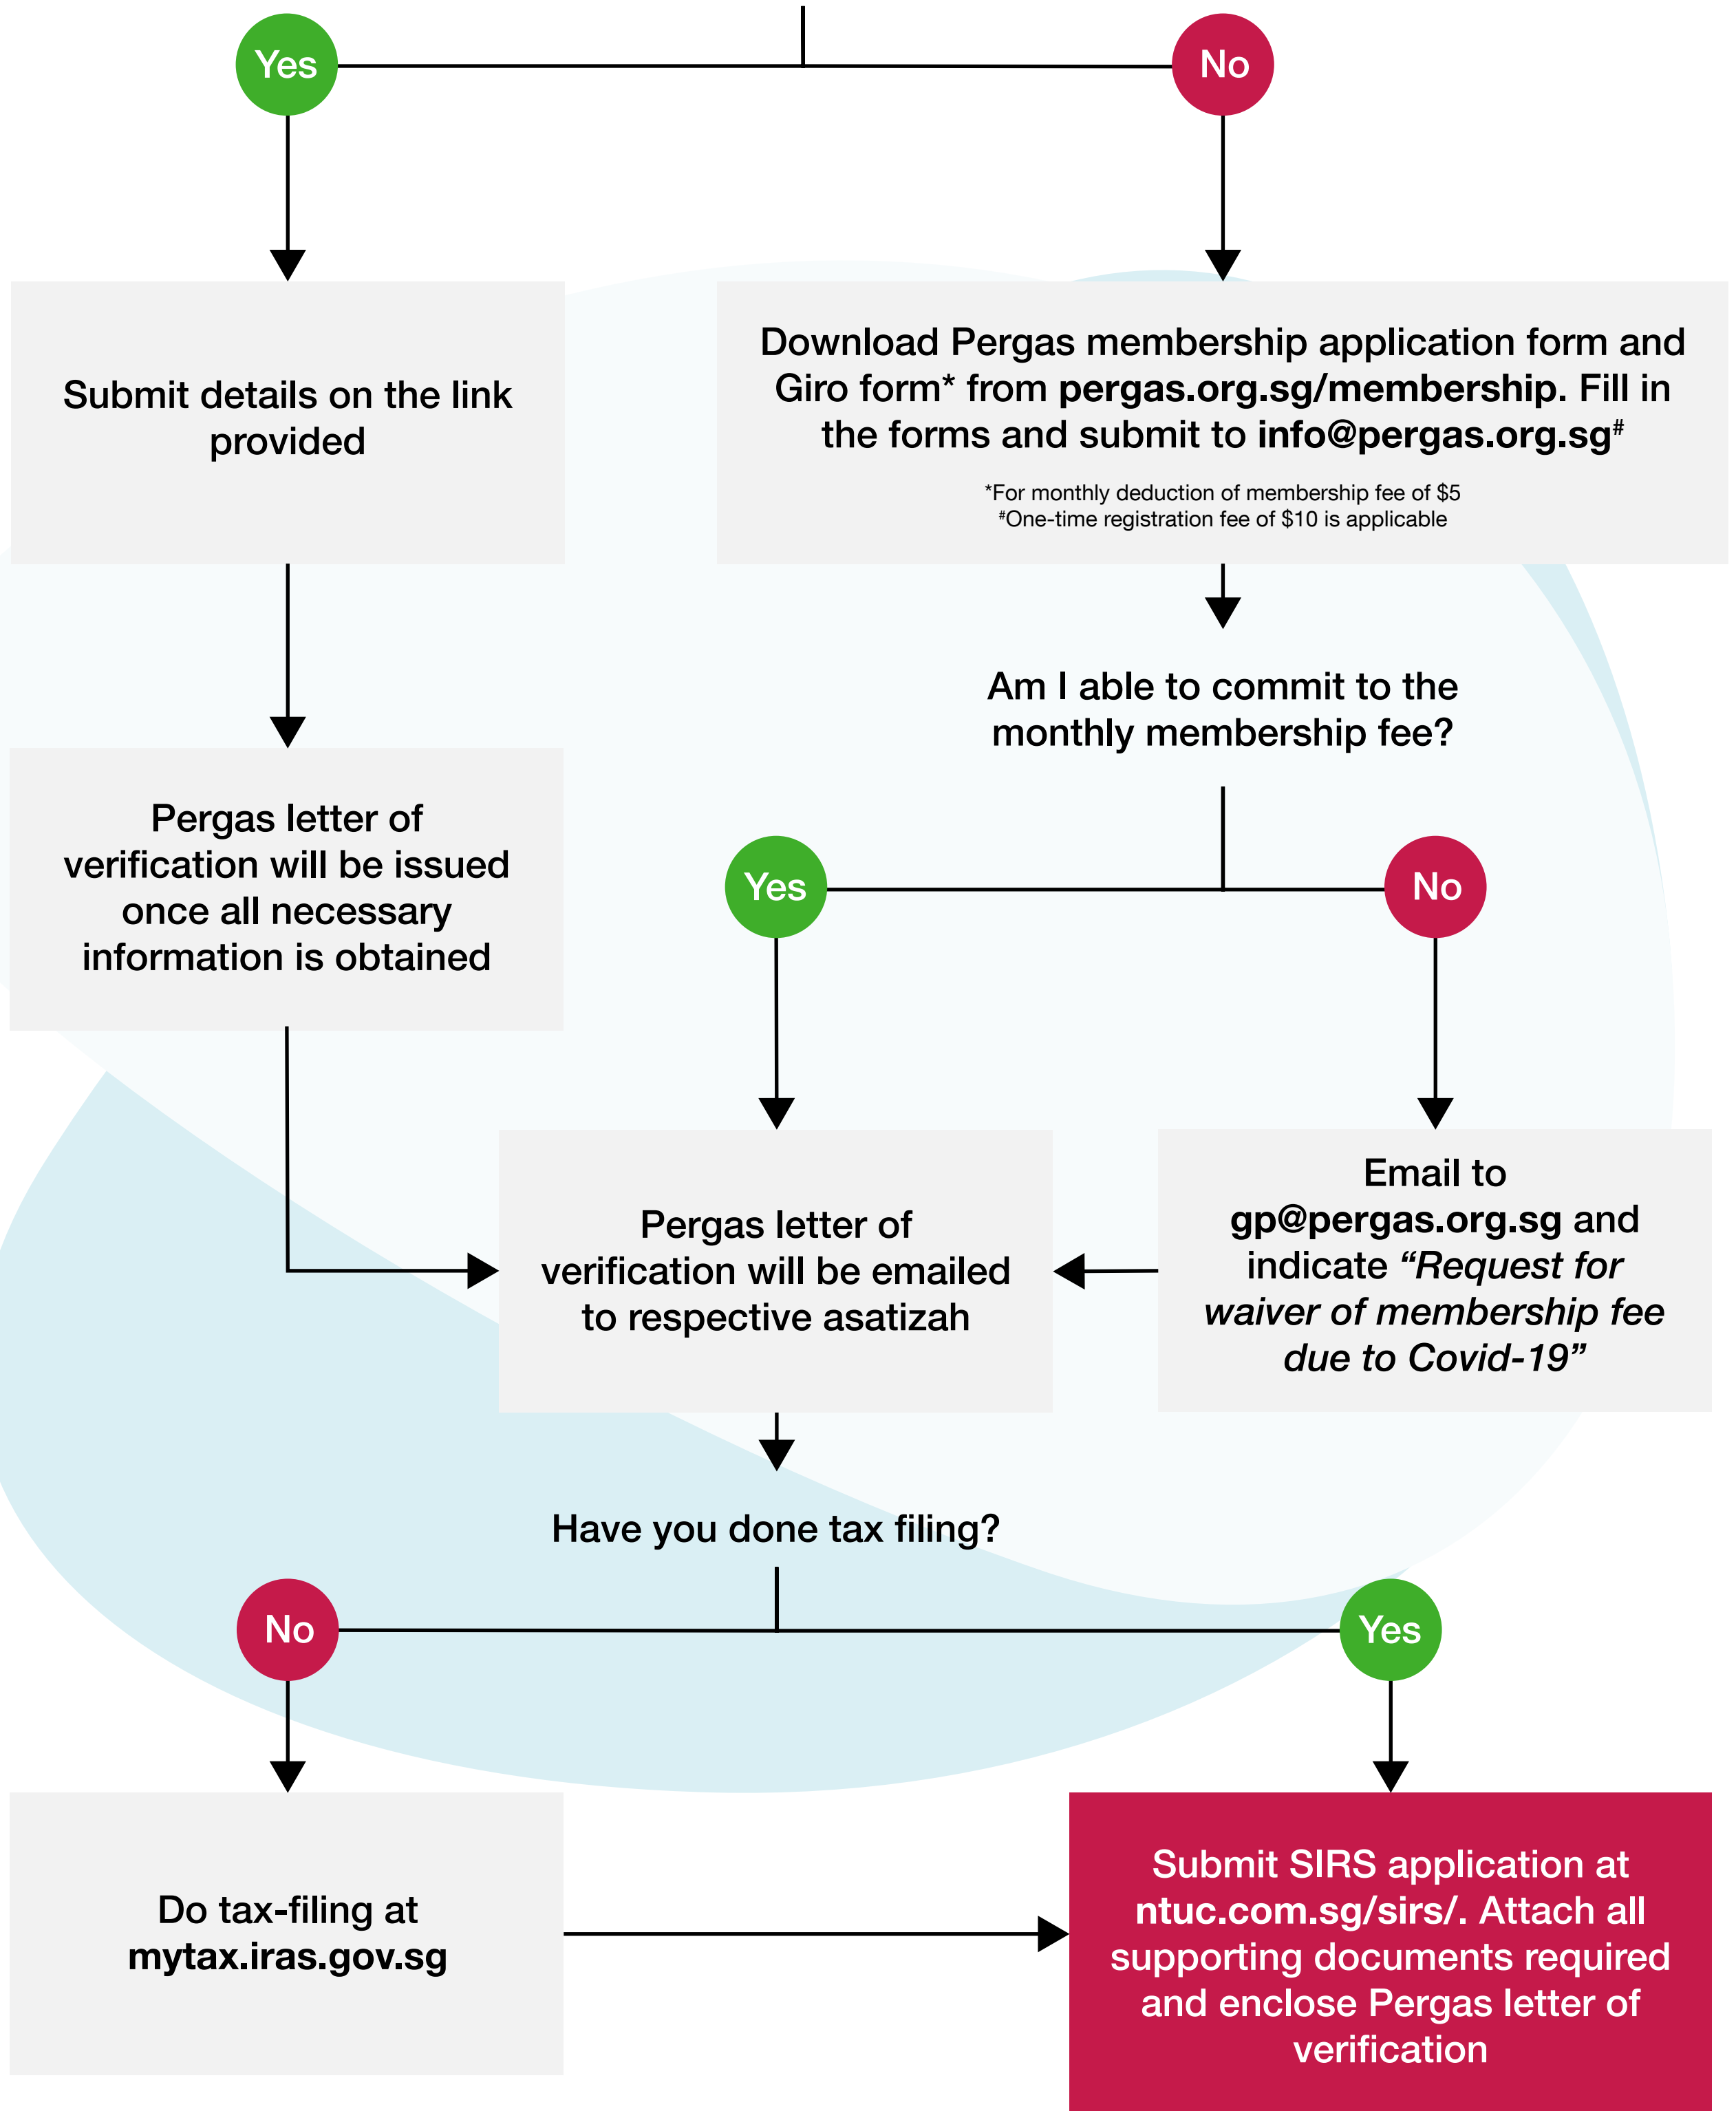 Yes
No
Submit details on the link
provided
Download Pergas membership application form and
Giro form* from pergas.org.sg/membership. Fill in
the forms and submit to info@pergas.org.sg#
*For monthly deduction of membership fee of $5
#One-time registration fee of $10 is applicable
Am I able to commit to the
monthly membership fee?
Pergas letter of
verification will be issued
once all necessary
information is obtained
Yes
No
Pergas letter of
verification will be emailed
to respective asatizah
Email to
gp@pergas.org.sg and
indicate “Request for
waiver of membership fee
due to Covid-19”
Have you done tax filing?
No
Yes
Do tax-filing at
mytax.iras.gov.sg
Submit SIRS application at
ntuc.com.sg/sirs/. Attach all
supporting documents required
and enclose Pergas letter of
verification